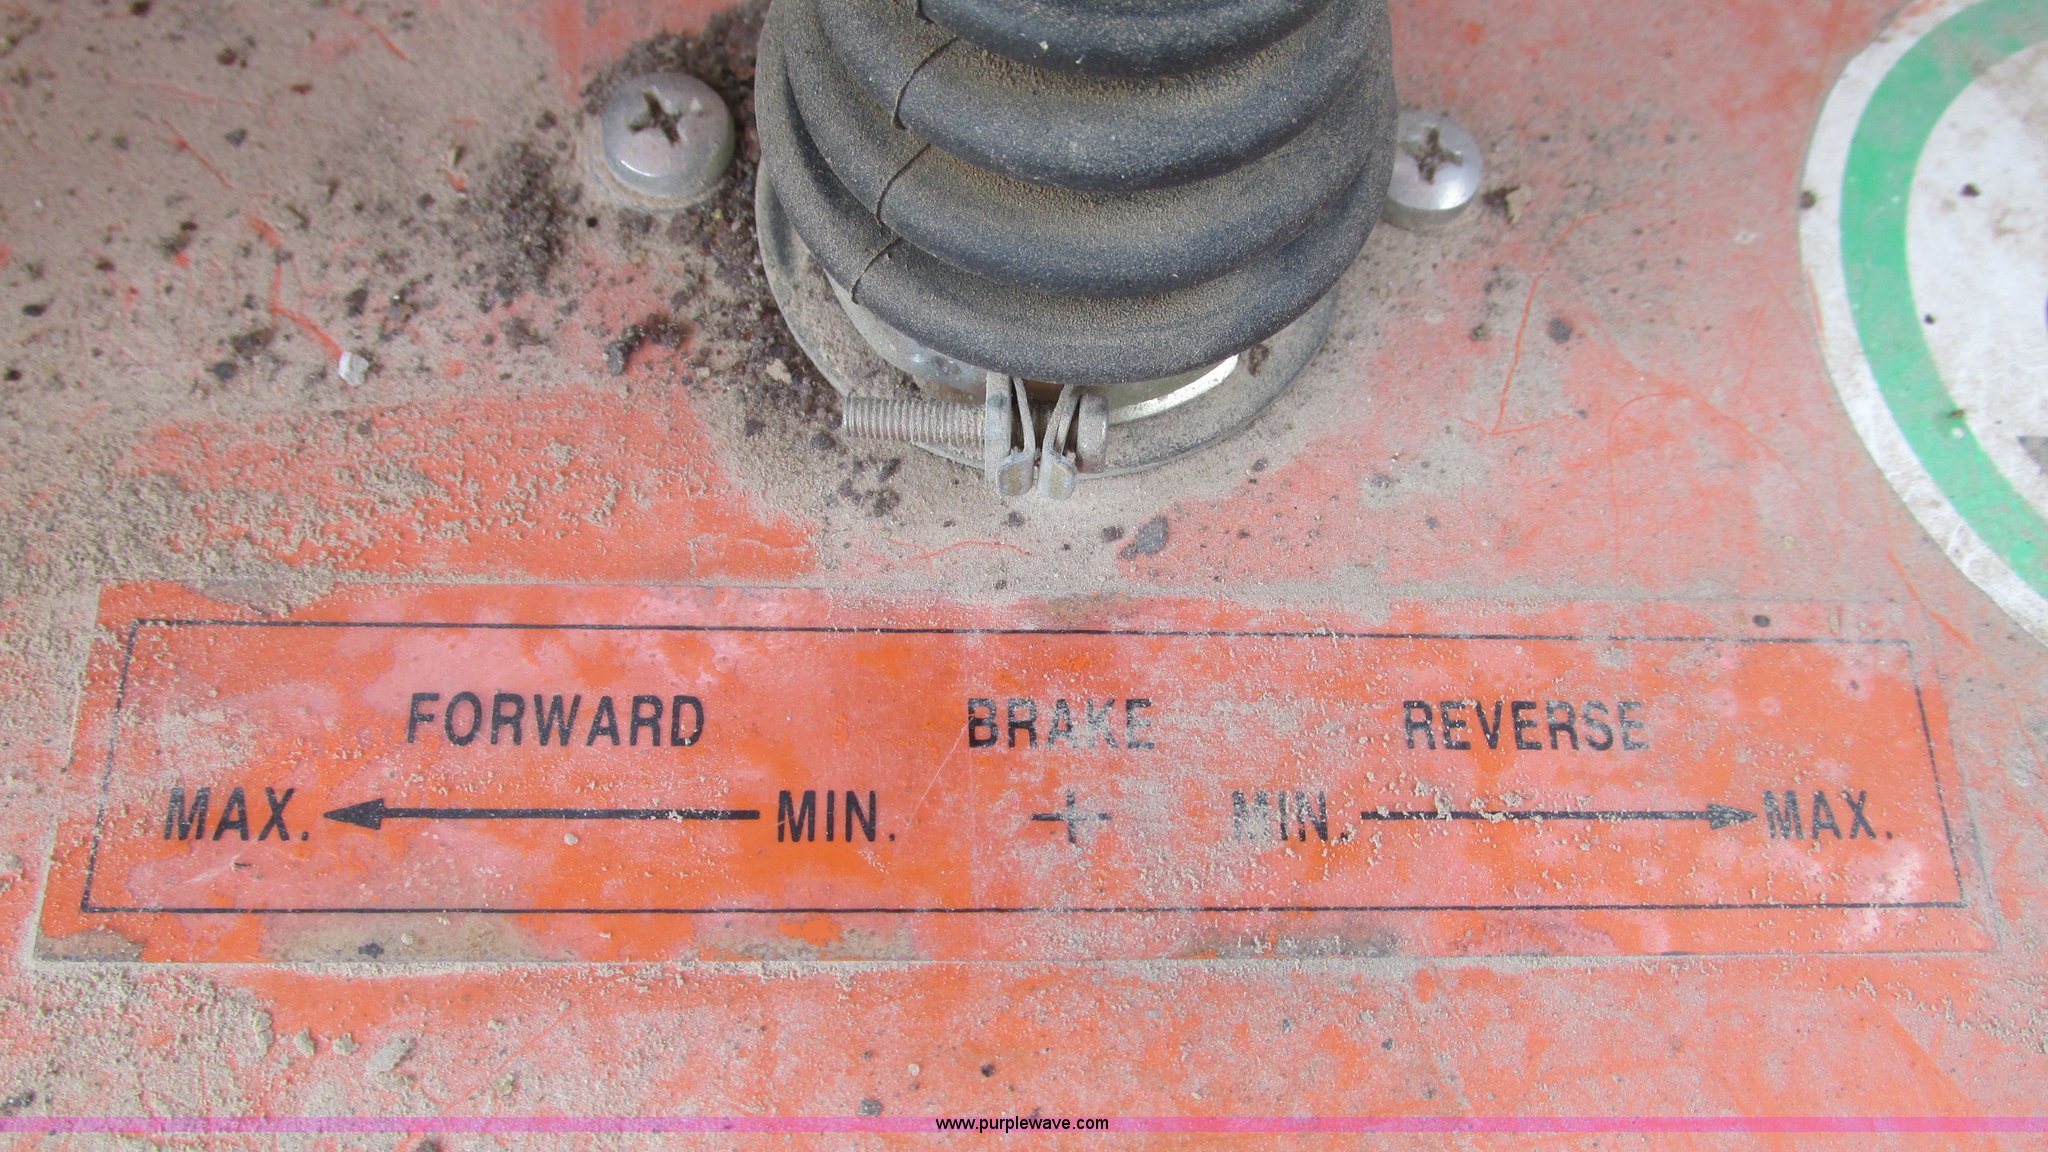 FORWARD BRAKE REVERSE
MAX. MIN. + MIN. MAX.
www.purplewave.com